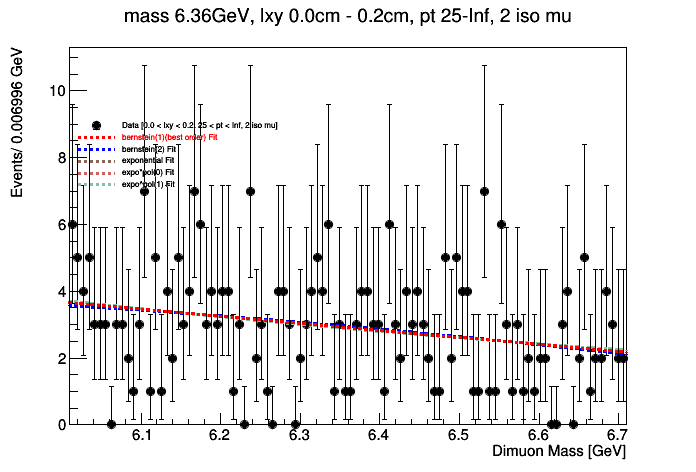 mass 6.36GeV, lxy 0.0cm - 0.2cm, pt 25-Inf, 2 iso mu
Events/ 0.006996 GeV
10
8
6
4
2
0
Data [0.0 < lxy < 0.2, 25 < pt < Inf, 2 iso mu]
bernstein(1)(best order) Fit
bernstein(2) Fit
exponential Fit
expo*pol(0) Fit
expo*pol(1) Fit
6.1 6.2 6.3 6.4 6.5 6.6 6.7
Dimuon Mass [GeV]